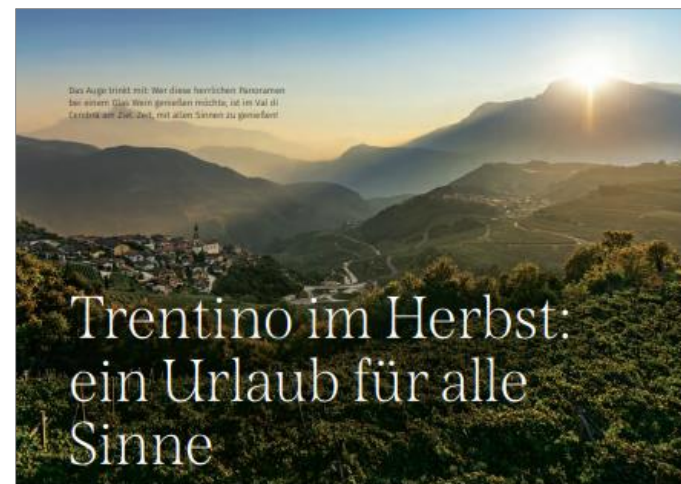 Das Auge trinkt mit: Wer diese herrlichen Panoramen
bei einem Glas Wein genießen möchte, ist im Val di
Cembra am Ziel. Zeit, mit allen Sinnen zu genießen!
Trentino im Herbst:
ein Urlaub für alle
Sinne